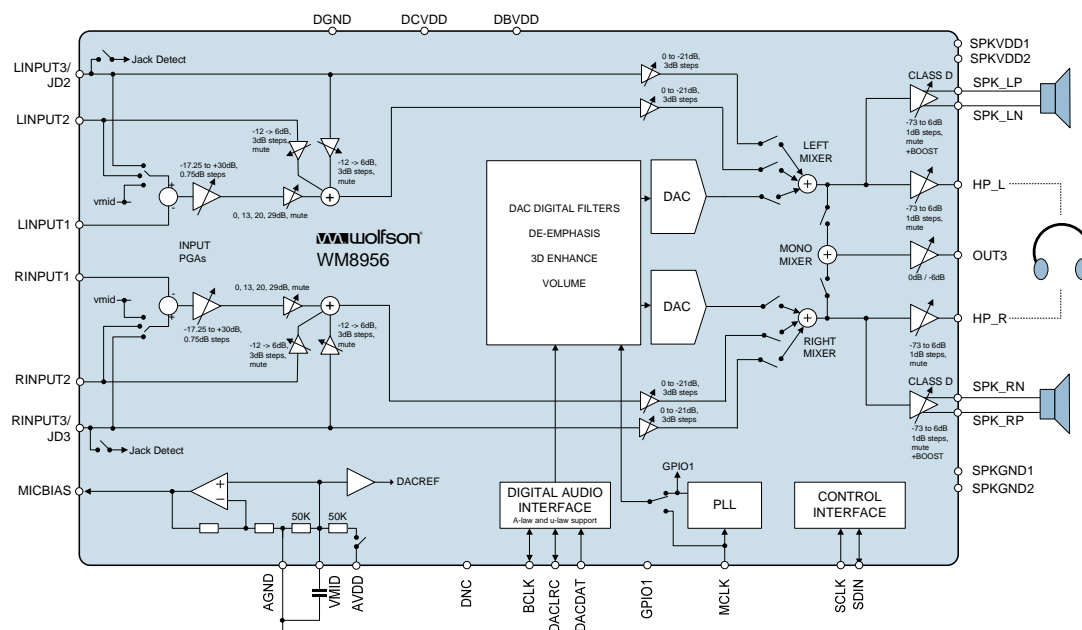 DGND
DCVDD
DBVDD
LINPUT3/
JD2
Jack Detect
LINPUT2
-12 -> 6dB,
3dB steps,
mute
-17.25 to +30dB,
0.75dB steps
vmid
+
-
-12 -> 6dB,
3dB steps,
mute
0, 13, 20, 29dB, mute
LINPUT1
INPUT
PGAs
wolfson®
WM8956
RINPUT1
vmid
-
+
0, 13, 20, 29dB, mute
-17.25 to +30dB,
0.75dB steps
-12 -> 6dB,
3dB steps,
mute
-12 -> 6dB,
3dB steps,
mute
RINPUT2
RINPUT3/
JD3
Jack Detect
MICBIAS
+
-
DACREF
50K
50K
0 to -21dB,
3dB steps
0 to -21dB,
3dB steps
DAC DIGITAL FILTERS
DE-EMPHASIS
3D ENHANCE
VOLUME
DAC
DAC
LEFT
MIXER
MONO
MIXER
RIGHT
MIXER
0 to -21dB,
3dB steps
0 to -21dB,
3dB steps
DIGITAL AUDIO
INTERFACE
A-law and u-law support
GPIO1
PLL
CONTROL
INTERFACE
CLASS D
-73 to 6dB
1dB steps,
mute
+BOOST
-73 to 6dB
1dB steps,
mute
0dB / -6dB
-73 to 6dB
1dB steps,
mute
CLASS D
-73 to 6dB
1dB steps,
mute
+BOOST
SPKVDD1
SPKVDD2
SPK_LP
SPK_LN
HP_L
OUT3
HP_R
SPK_RN
SPK_RP
SPKGND1
SPKGND2
AGND
VMID
AVDD
DNC
BCLK
DACLRC
DACDAT
GPIO1
MCLK
SCLK
SDIN